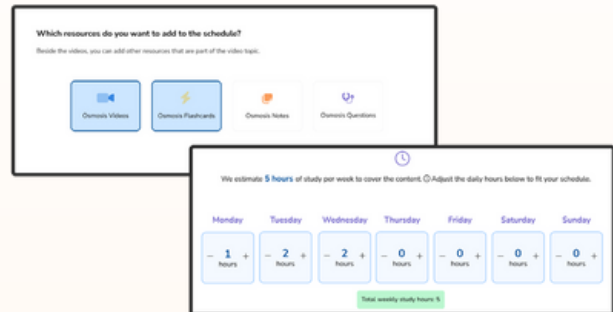 Which resources do you want to add to the schedule?
Beside the videos, you can add other resources that are part of the video topic.
Osmosis Videos
Osmosis Flashcards
Osmosis Notes
Osmosis Questions
We estimate 5 hours of study per week to cover the content. Adjust the daily hours below to fit your schedule.
Monday Tuesday Wednesday Thursday Friday Saturday Sunday
- 1 + - 2 + - 2 + - 0 + - 0 + - 0 + - 0 +
hours hours hours hours hours hours hours
Total weekly study hours 5